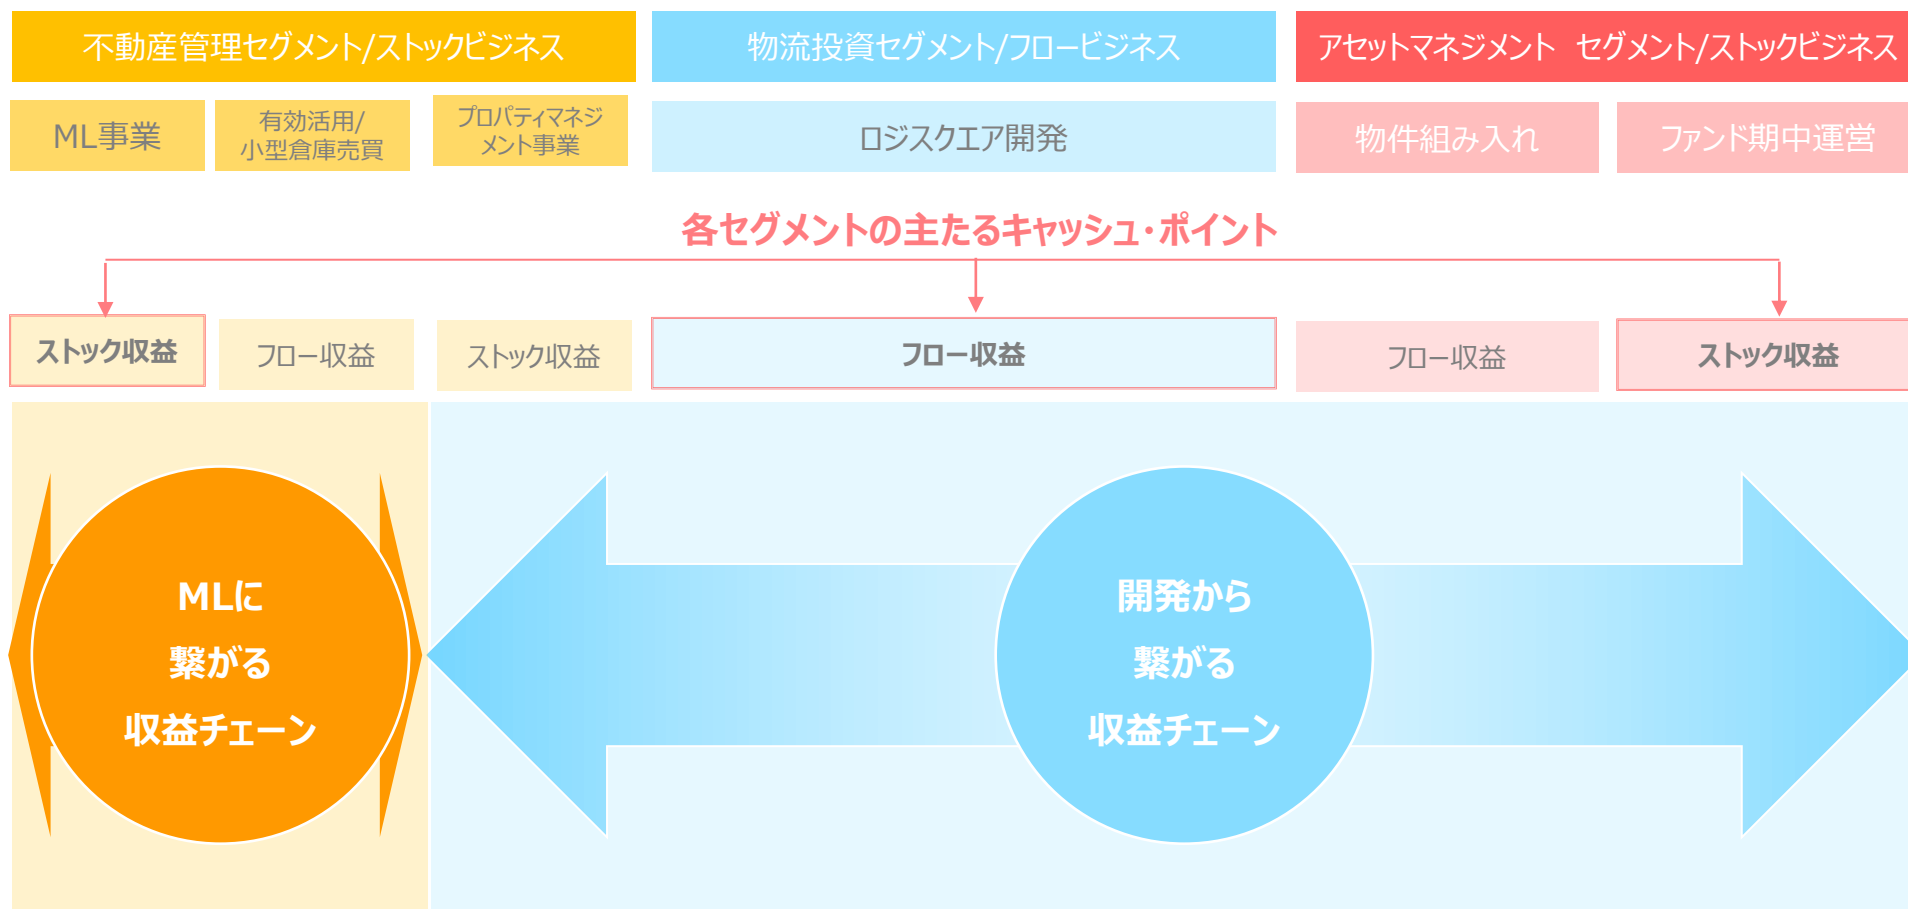 不動産管理セグメント/ストックビジネス
物流投資セグメント/フロービジネス
アセットマネジメント セグメント/ストックビジネス
ML事業
有効活用/
小型倉庫売買
プロパティマネジ
メント事業
ロジスクエア開発
物件組み入れ
ファンド期中運営
各セグメントの主たるキャッシュ・ポイント
ストック収益
フロー収益
ストック収益
フロー収益
フロー収益
ストック収益
MLに
繋がる
収益チェーン
開発から
繋がる
収益チェーン